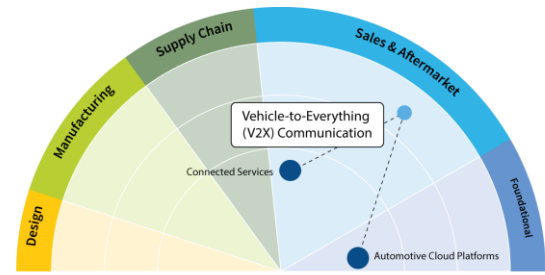 Supply Chain
Sales & Aftermarket
Manufacturing
Vehicle-to-Everything
(V2X) Communication
Connected Services
Design
Foundational
Automotive Cloud Platforms